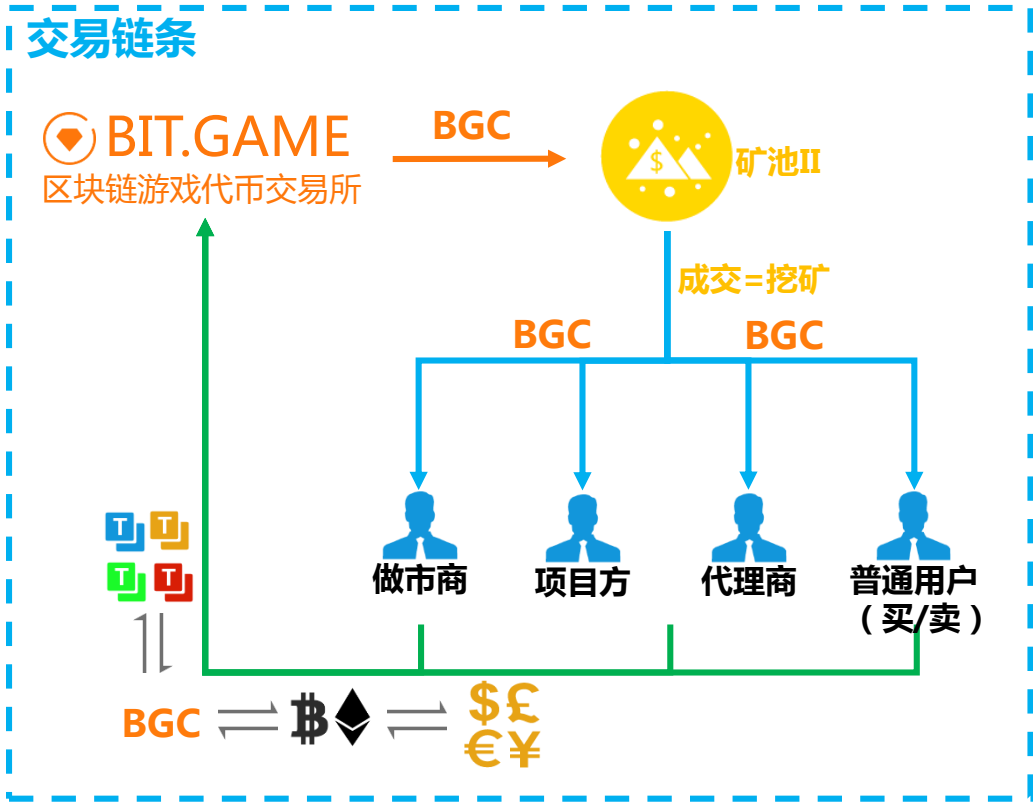 交易链条
BIT.GAME
区块链游戏代币交易所
BGC
$
矿池II
成交=挖矿
BGC
BGC
做市商
项目方
代理商
普通用户
（买/卖）
T
T
T
T
BGC
$ £
€ ¥